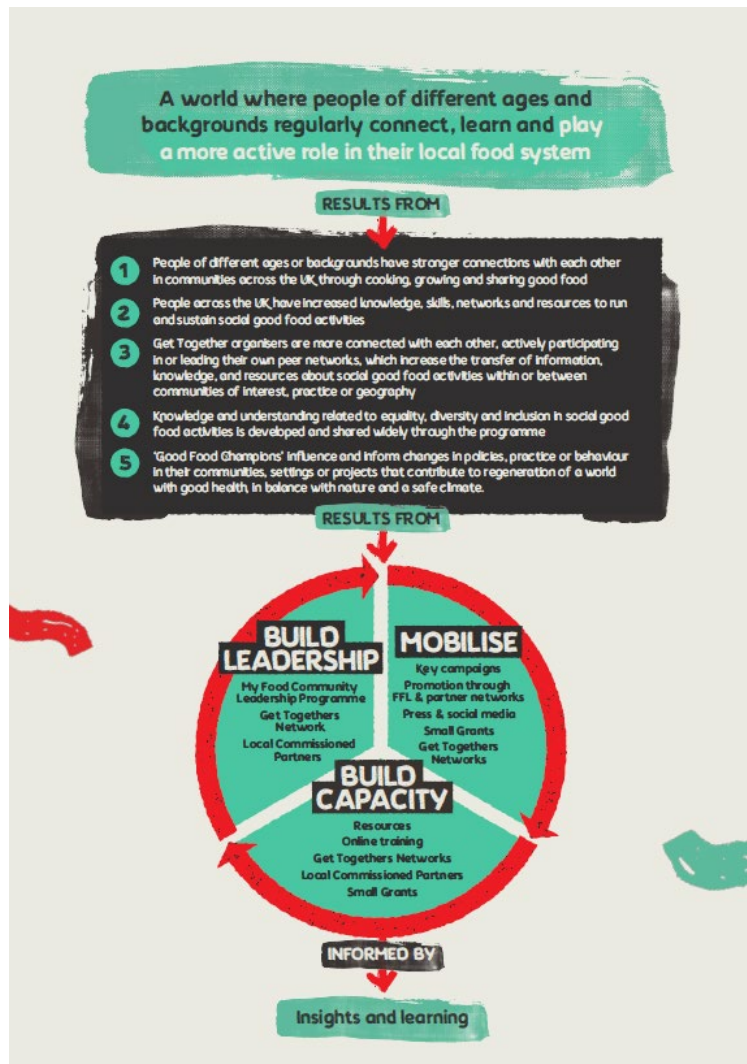 A world where people of different ages and
backgrounds regularly connect, learn and play
a more active role in their local food system
RESULTS FROM
1 People of different ages or backgrounds have stronger connections with each other
in communities across the UK through cooking, growing and sharing good food
2 People across the UK have increased knowledge, skills, networks and resources to run
and sustain social good food activities
3 Get Together organisers are more connected with each other, actively participating
in or leading their own peer networks, which increase the transfer of information,
knowledge, and resources about social good food activities within or between
communities of interest, practice or geography
4 Knowledge and understanding related to equality, diversity and inclusion in social good
food activities is developed and shared widely through the programme
5 'Good Food Champions' influence and inform changes in policies, practice or behaviour
in their communities, settings or projects that contribute to regeneration of a world
with good health, in balance with nature and a safe climate.
RESULTS FROM
BUILD
LEADERSHIP
My Food Community
Leadership Programme
Get Togethers
Network
Local Commissioned
Partners
MOBILISE
Key campaigns
Promotion through
FFL & partner networks
Press & social media
Small Grants
Get Togethers
Networks
BUILD
CAPACITY
Resources
Online training
Get Togethers Networks
Local Commissioned Partners
Small Grants
INFORMED BY
Insights and learning